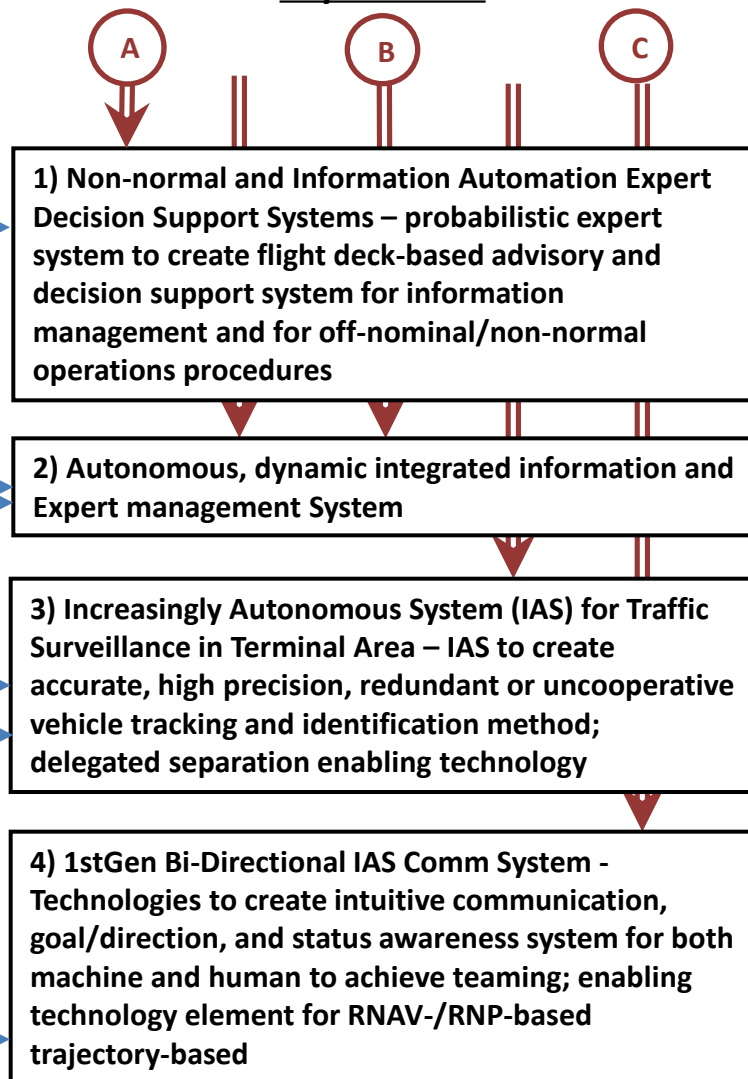 A
B
C
1) Non-normal and Information Automation Expert
Decision Support Systems – probabilistic expert
system to create flight deck-based advisory and
decision support system for information
management and for off-nominal/non-normal
operations procedures
2) Autonomous, dynamic integrated information and
Expert management System
3) Increasingly Autonomous System (IAS) for Traffic
Surveillance in Terminal Area – IAS to create
accurate, high precision, redundant or uncooperative
vehicle tracking and identification method;
delegated separation enabling technology
4) 1stGen Bi-Directional IAS Comm System -
Technologies to create intuitive communication,
goal/direction, and status awareness system for both
machine and human to achieve teaming; enabling
technology element for RNAV-/RNP-based
trajectory-based